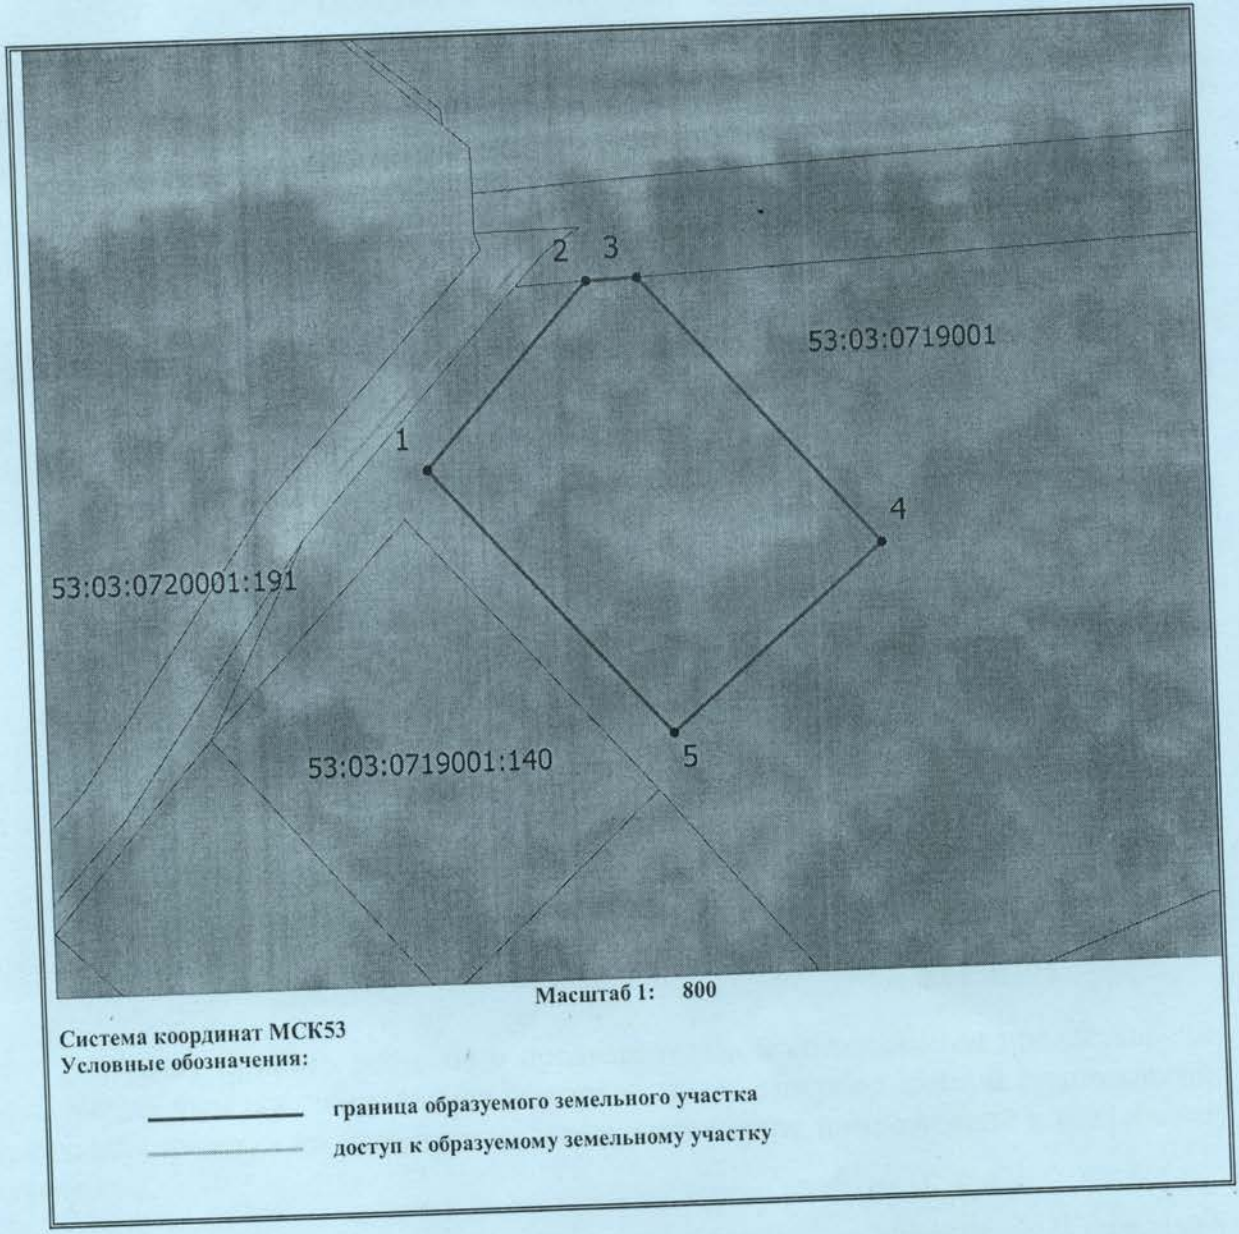 2 3
53:03:0719001
1
4
53:03:0720001:191
5
53:03:0719001:140
Масштаб 1: 800
Система координат МСК53
Условные обозначения:
граница образуемого земельного участка
доступ к образуемому земельному участку